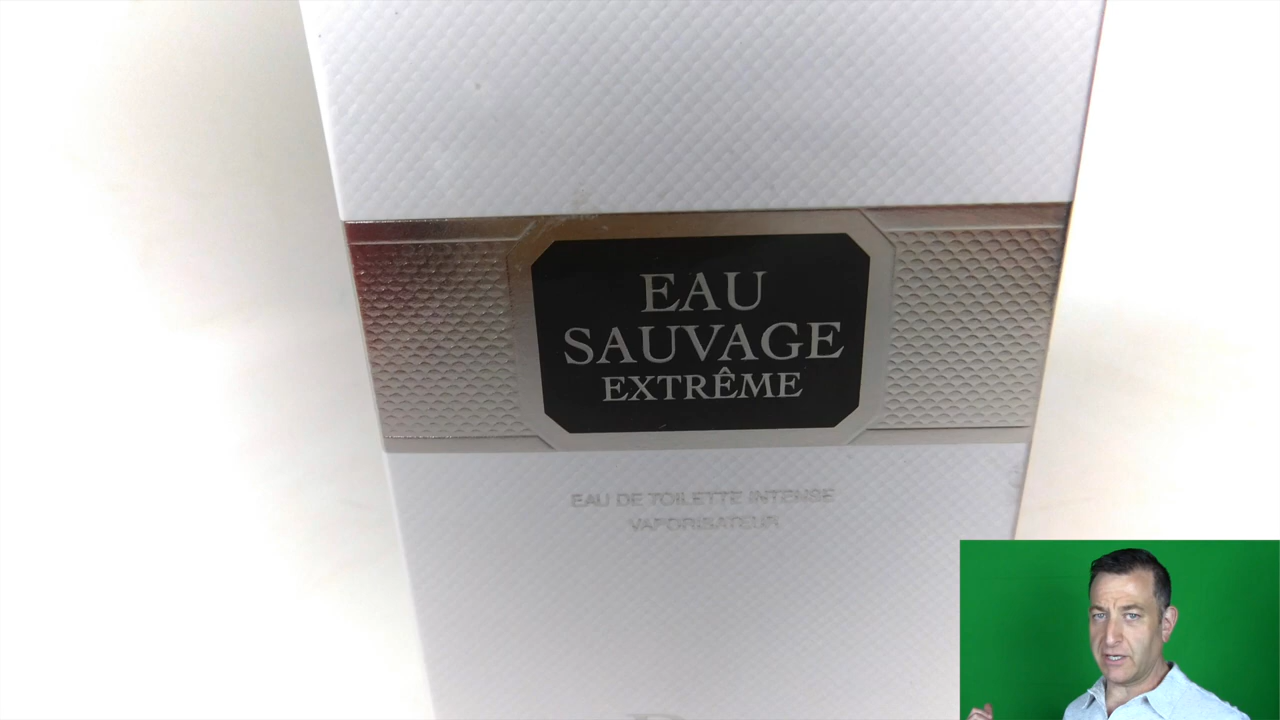 EAU
SAUVAGE
EXTRÊME
EAU DE TOILETTE INTENSE
VAPORISATEUR